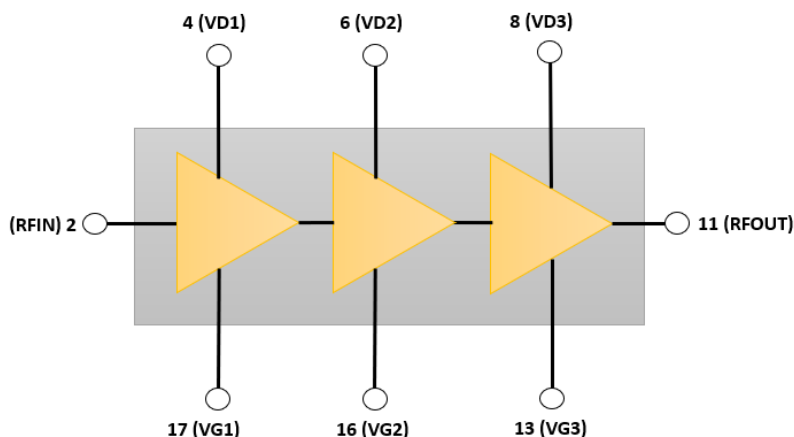 4 (VD1)
6 (VD2)
8 (VD3)
(RFIN) 2
11 (RFOUT)
17 (VG1)
16 (VG2)
13 (VG3)